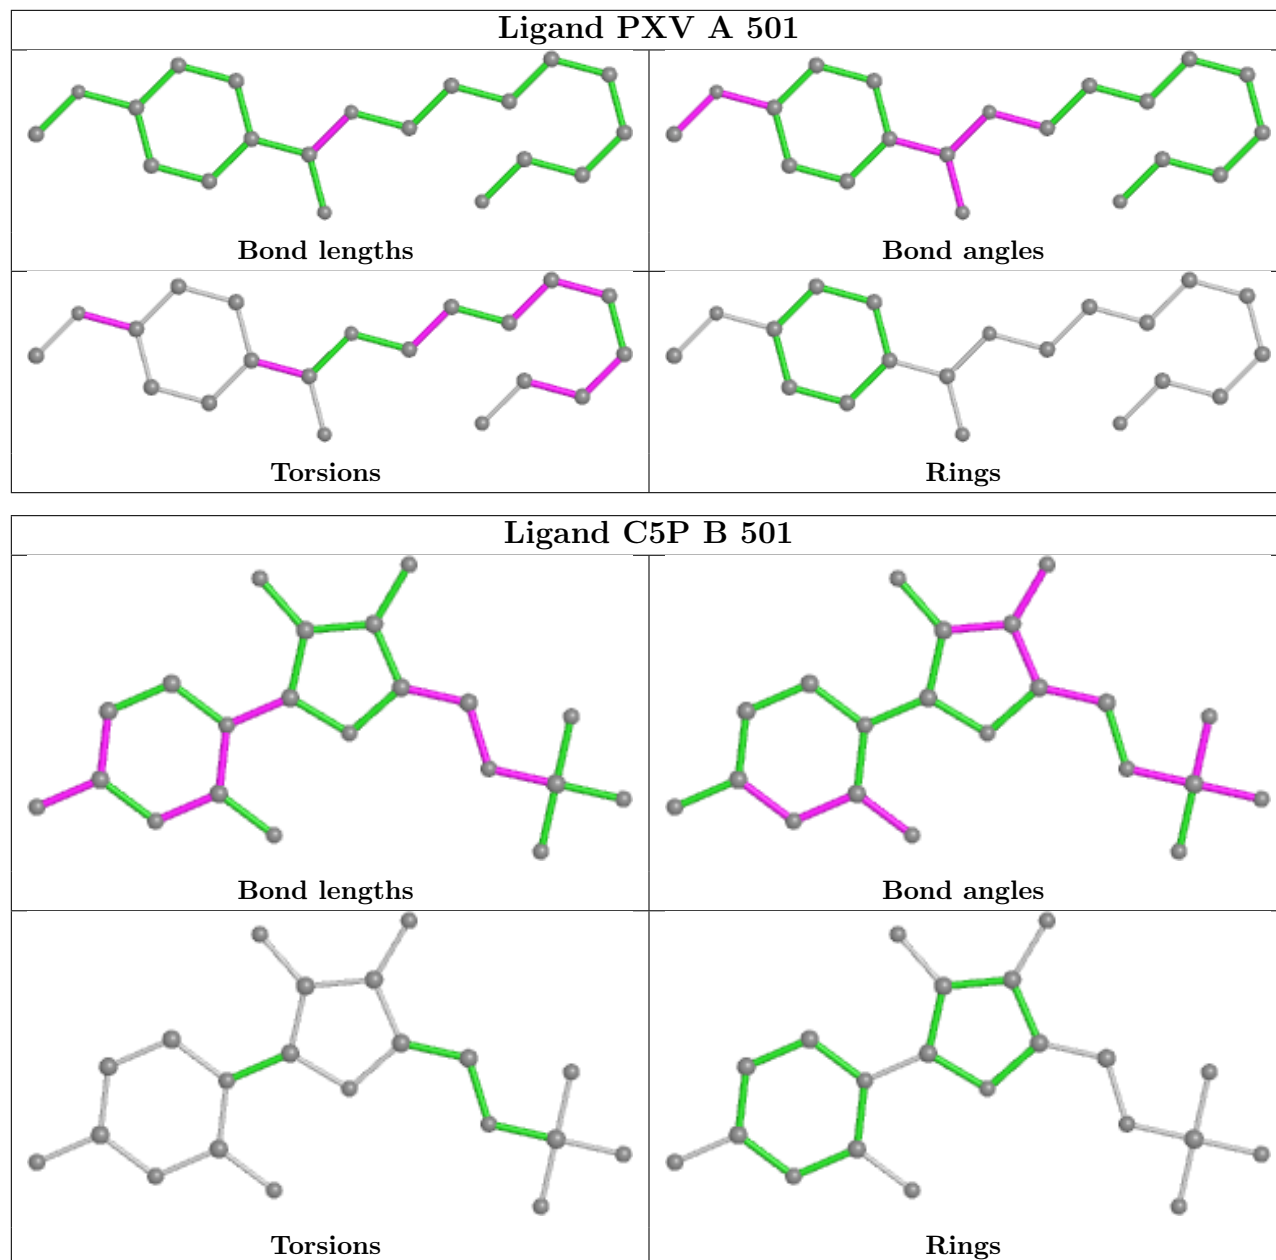 Ligand PXV A 501
Bond lengths
Bond angles
Torsions
Rings
Ligand C5P B 501
Bond lengths
Bond angles
Torsions
Rings